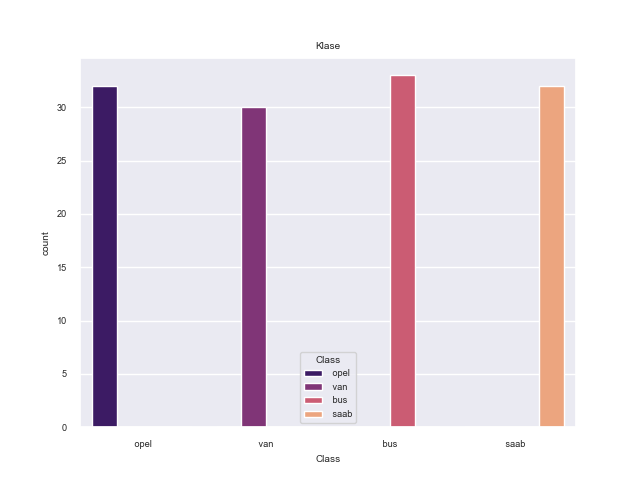 Klase
count
30
25
20
15
10
5
0
Class
opel
van
bus
saab
opel van bus saab
Class